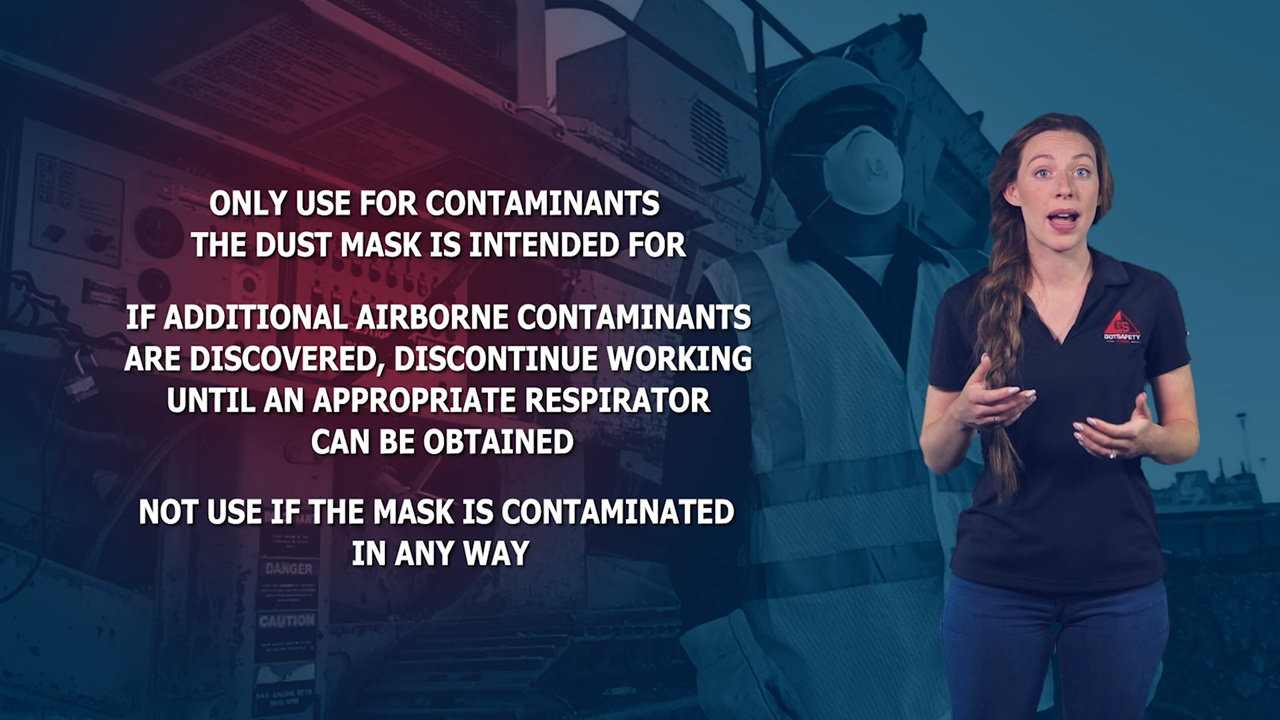 ONLY USE FOR CONTAMINANTS
THE DUST MASK IS INTENDED FOR
IF ADDITIONAL AIRBORNE CONTAMINANTS
ARE DISCOVERED, DISCONTINUE WORKING
UNTIL AN APPROPRIATE RESPIRATOR
CAN BE OBTAINED
NOT USE IF THE MASK IS CONTAMINATED
IN ANY WAY
DANGER
CAUTION
GS
GOTSAFETY